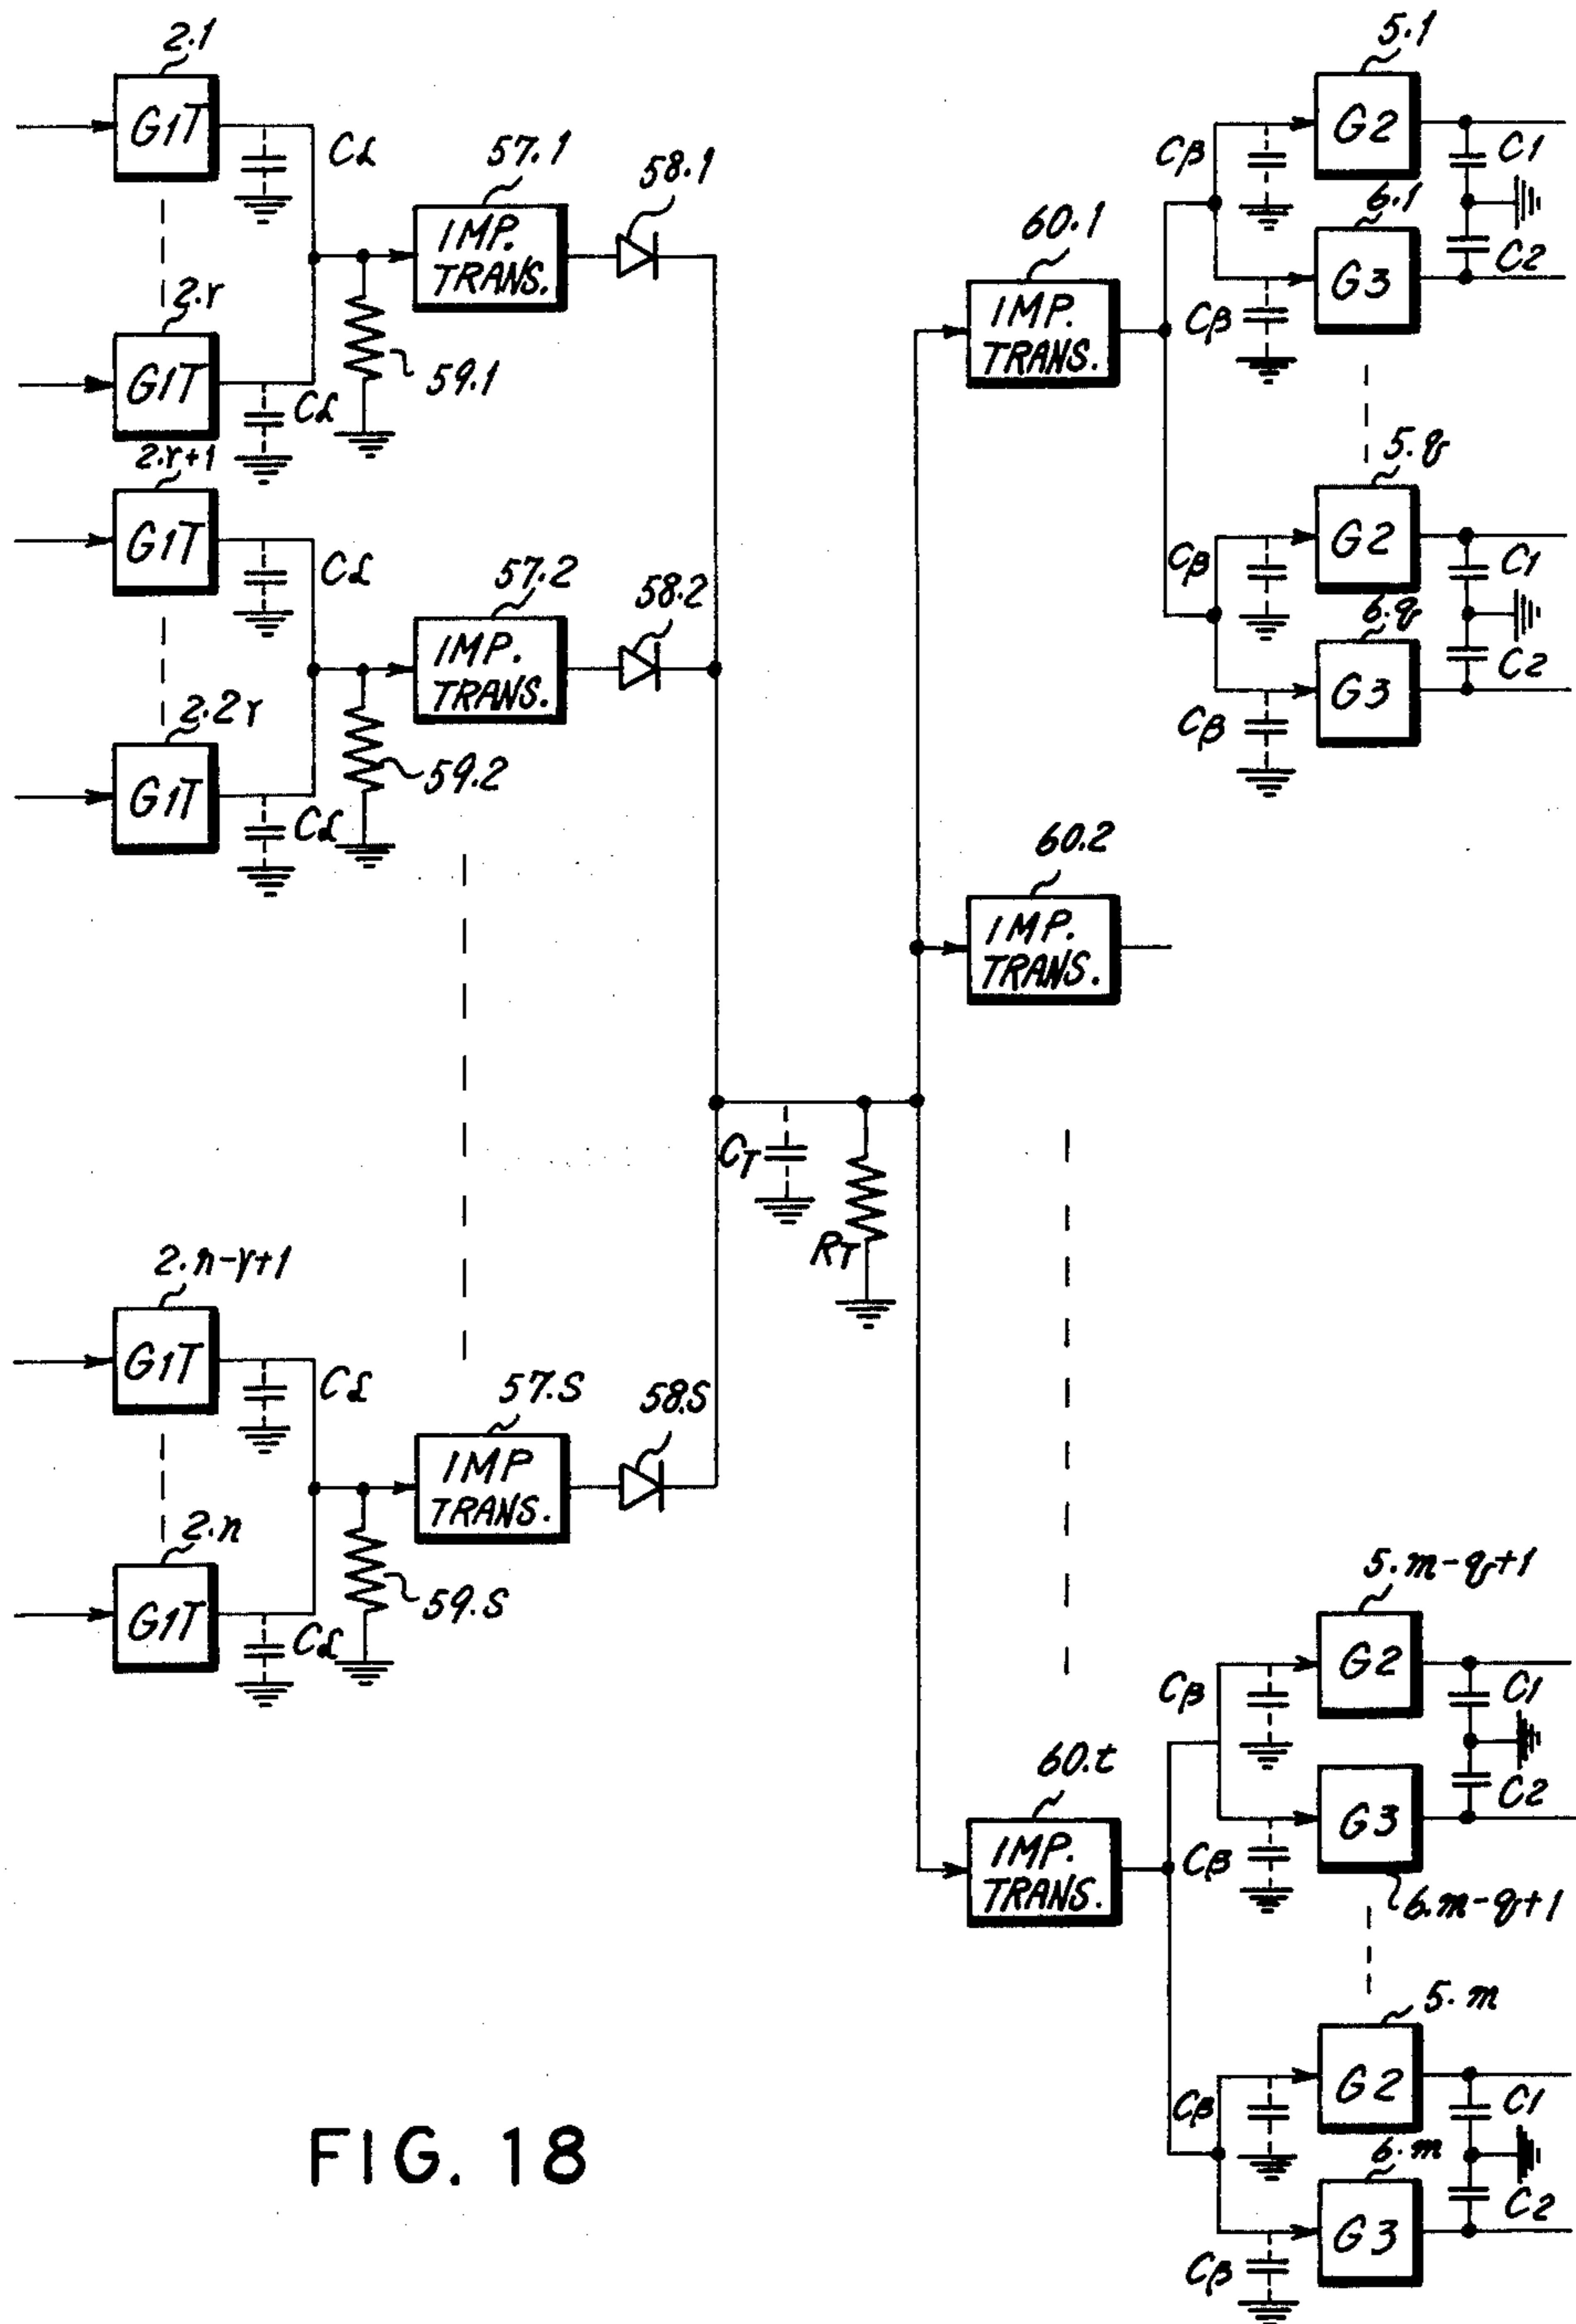 2.1
G1T
Cα
2.r
G1T
Cα
57.1
IMP.
TRANS.
58.1
59.1
2.r+1
G1T
Cα
2.2r
G1T
Cα
57.2
IMP.
TRANS.
58.2
59.2
2.n-r+1
G1T
Cα
2.n
G1T
Cα
57.S
IMP
TRANS.
58.S
59.S
CT
RT
60.1
IMP.
TRANS.
60.2
IMP.
TRANS.
60.t
IMP.
TRANS.
5.1
G2
Cβ
C1
6.1
G3
Cβ
C2
5.q
G2
Cβ
C1
6.q
G3
Cβ
C2
5.m-q+1
G2
Cβ
C1
G3
Cβ
C2
6.m-q+1
5.m
G2
Cβ
C1
6.m
G3
Cβ
C2
FIG. 18